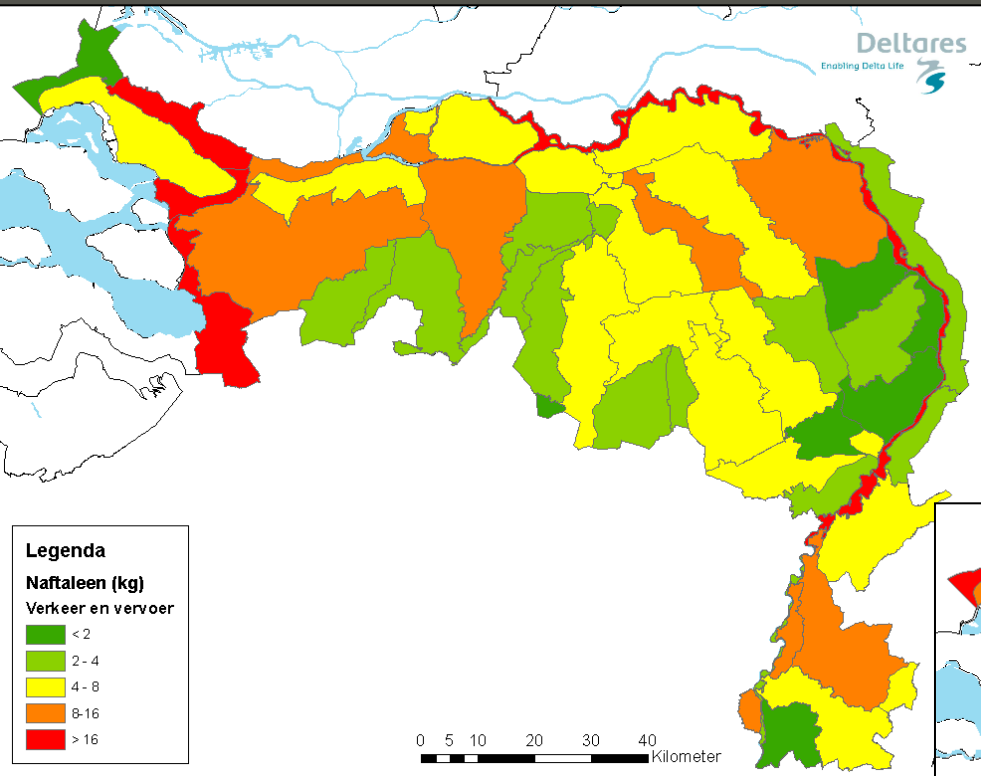 Deltares
Enabling Delta Life
Legenda
Naftaleen (kg)
Verkeer en vervoer
< 2
2 - 4
4 - 8
8-16
> 16
0 5 10 20 30 40
Kilometer